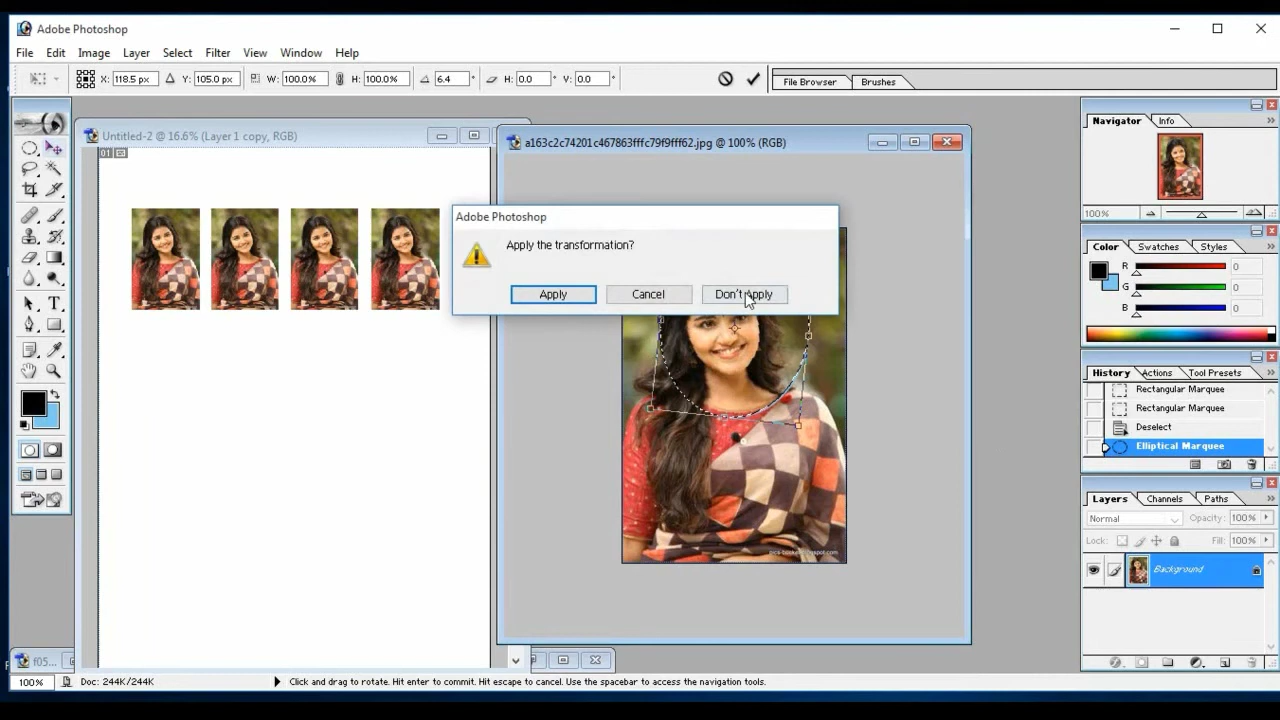 Adobe Photoshop
File Edit Image Layer Select Filter View Window Help
X: 118.5 px Y: 105.0 px W: 100.0% H: 100.0% 6.4 ° H: 0.0 ° V: 0.0 °
File Browser Brushes
Untitled-2 @ 16.6% (Layer 1 copy, RGB)
01
a163c2c74201c467863fffc79f9fff62.jpg @ 100% (RGB)
Adobe Photoshop
Apply the transformation?
Apply Cancel Don't Apply
Navigator Info
100%
Color Swatches Styles
R 0
G 0
B 0
History Actions Tool Presets
Rectangular Marquee
Rectangular Marquee
Deselect
Elliptical Marquee
Layers Channels Paths
Normal Opacity: 100%
Lock: Fill: 100%
Background
f05...
100% Doc: 244K/244K Click and drag to rotate. Hit enter to commit. Hit escape to cancel. Use the spacebar to access the navigation tools.